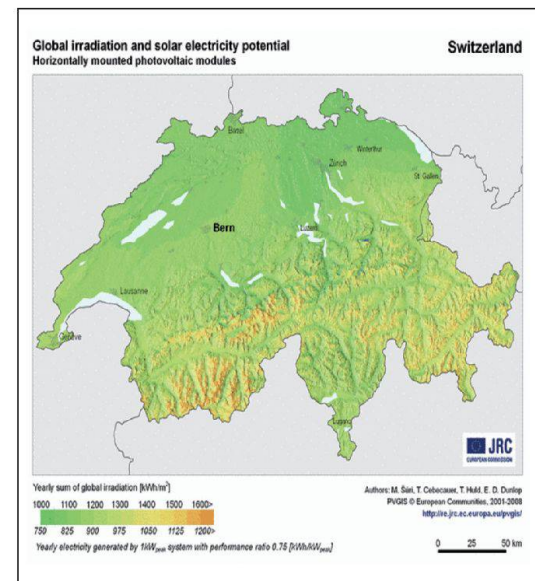 Global irradiation and solar electricity potential
Horizontally mounted photovoltaic modules
Switzerland
Basel
Winterthur
Zürich
St. Gallen
Bern
Luzern
Lausanne
Genève
Lugano
JRC
EUROPEAN COMMISSION
Yearly sum of global irradiation [kWh/m²]
1000 1100 1200 1300 1400 1500 1600>
750 825 900 975 1050 1125 1200>
Yearly electricity generated by 1kWpeak system with performance ratio 0.75 [kWh/kWpeak]
Authors: M. Šúri, T. Cebecauer, T. Huld, E. D. Dunlop
PVGIS © European Communities, 2001-2008
http://re.jrc.ec.europa.eu/pvgis/
0 25 50 km